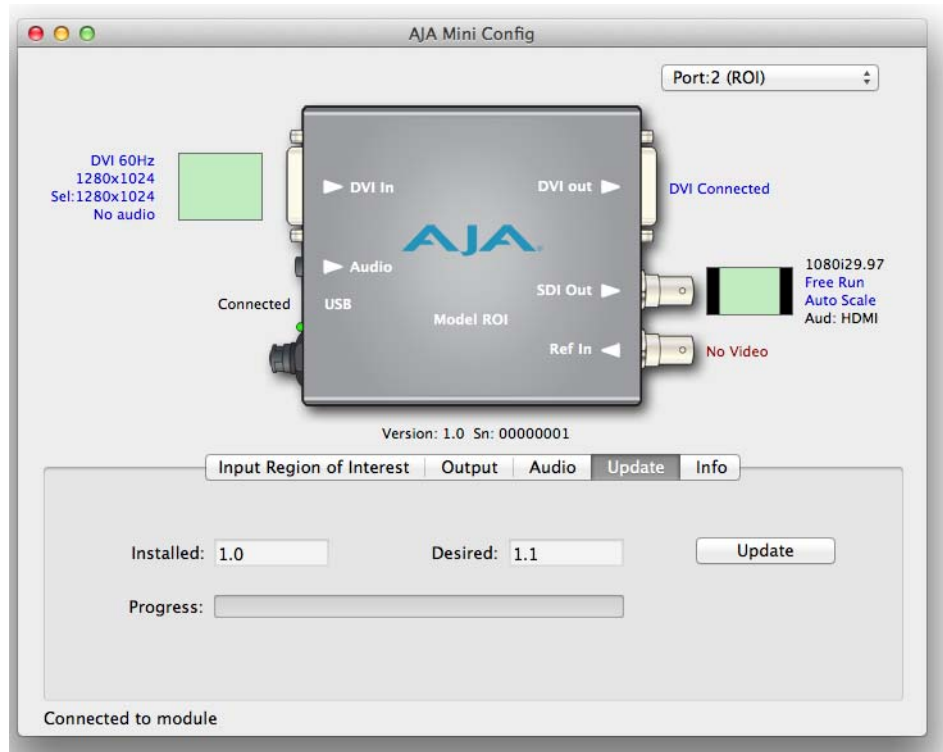 AJA Mini Config
Port:2 (ROI)
DVI 60Hz
1280x1024
Sel:1280x1024
No audio
DVI In
DVI out
DVI Connected
AJA
Audio
Connected
USB
SDI Out
1080i29.97
Free Run
Auto Scale
Aud: HDMI
Model ROI
Ref In
No Video
Version: 1.0 Sn: 00000001
Input Region of Interest
Output
Audio
Update
Info
Installed: 1.0
Desired: 1.1
Update
Progress:
Connected to module